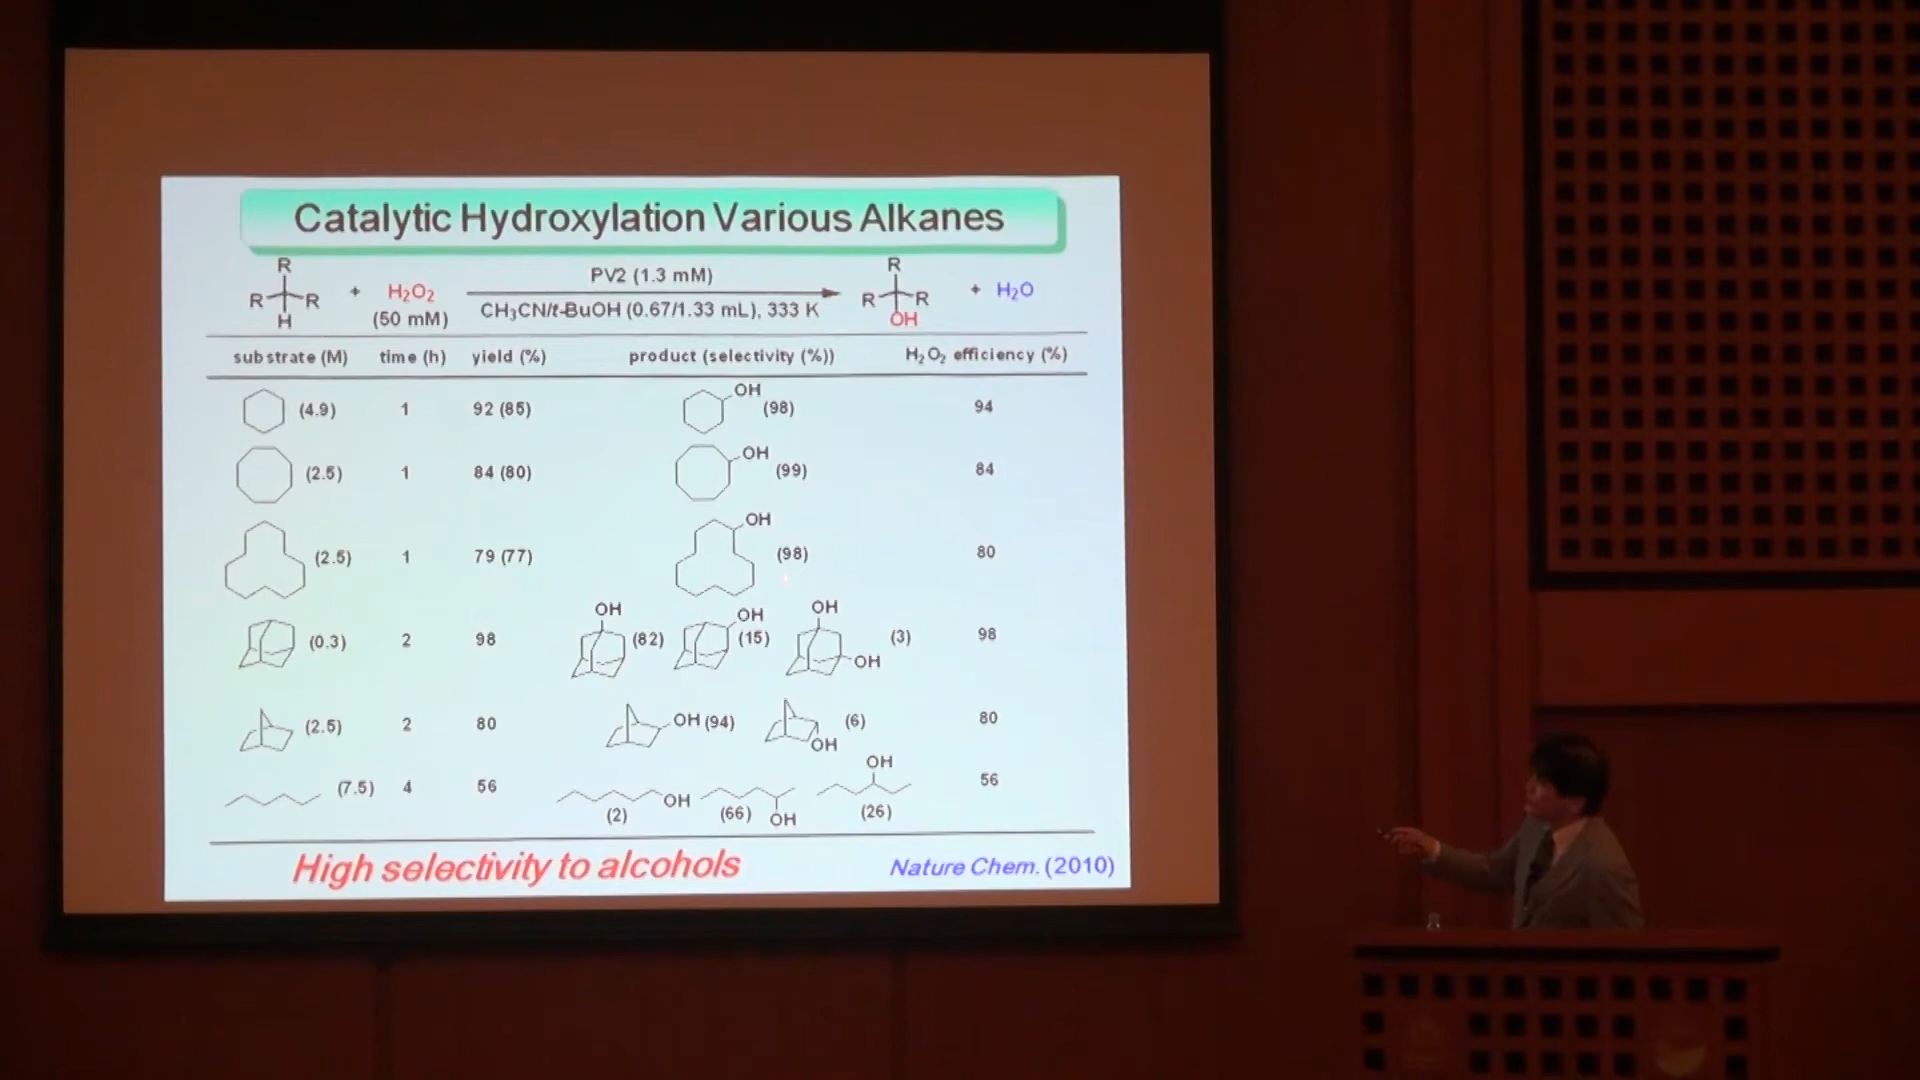 Catalytic Hydroxylation Various Alkanes
R
R R
H
+ H₂O₂
(50 mM)
PV2 (1.3 mM)
CH₃CN/t-BuOH (0.67/1.33 mL), 333 K
R
R R
OH
+ H₂O
substrate (M) time (h) yield (%) product (selectivity (%)) H₂O₂ efficiency (%)
(4.9) 1 92 (85) OH (98) 94
(2.5) 1 84 (80) OH (99) 84
(2.5) 1 79 (77) OH (98) 80
(0.3) 2 98 OH (82) OH (15) OH OH (3) 98
(2.5) 2 80 OH (94) OH (6) 80
(7.5) 4 56 OH (2) OH (66) OH (26) 56
High selectivity to alcohols
Nature Chem. (2010)